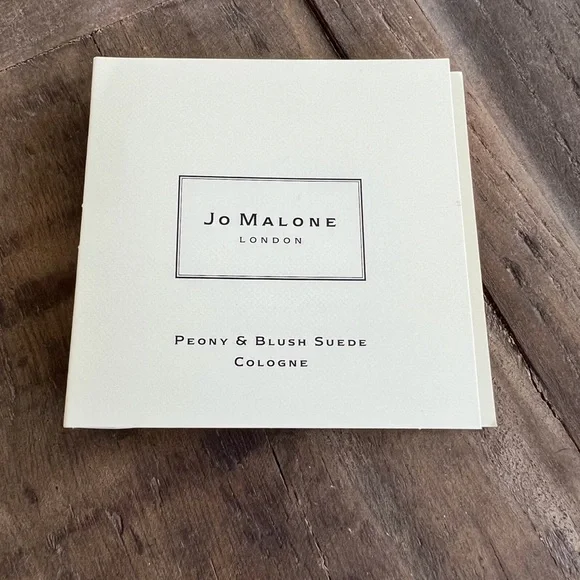 Jo Malone
LONDON
Peony & Blush Suede
Cologne